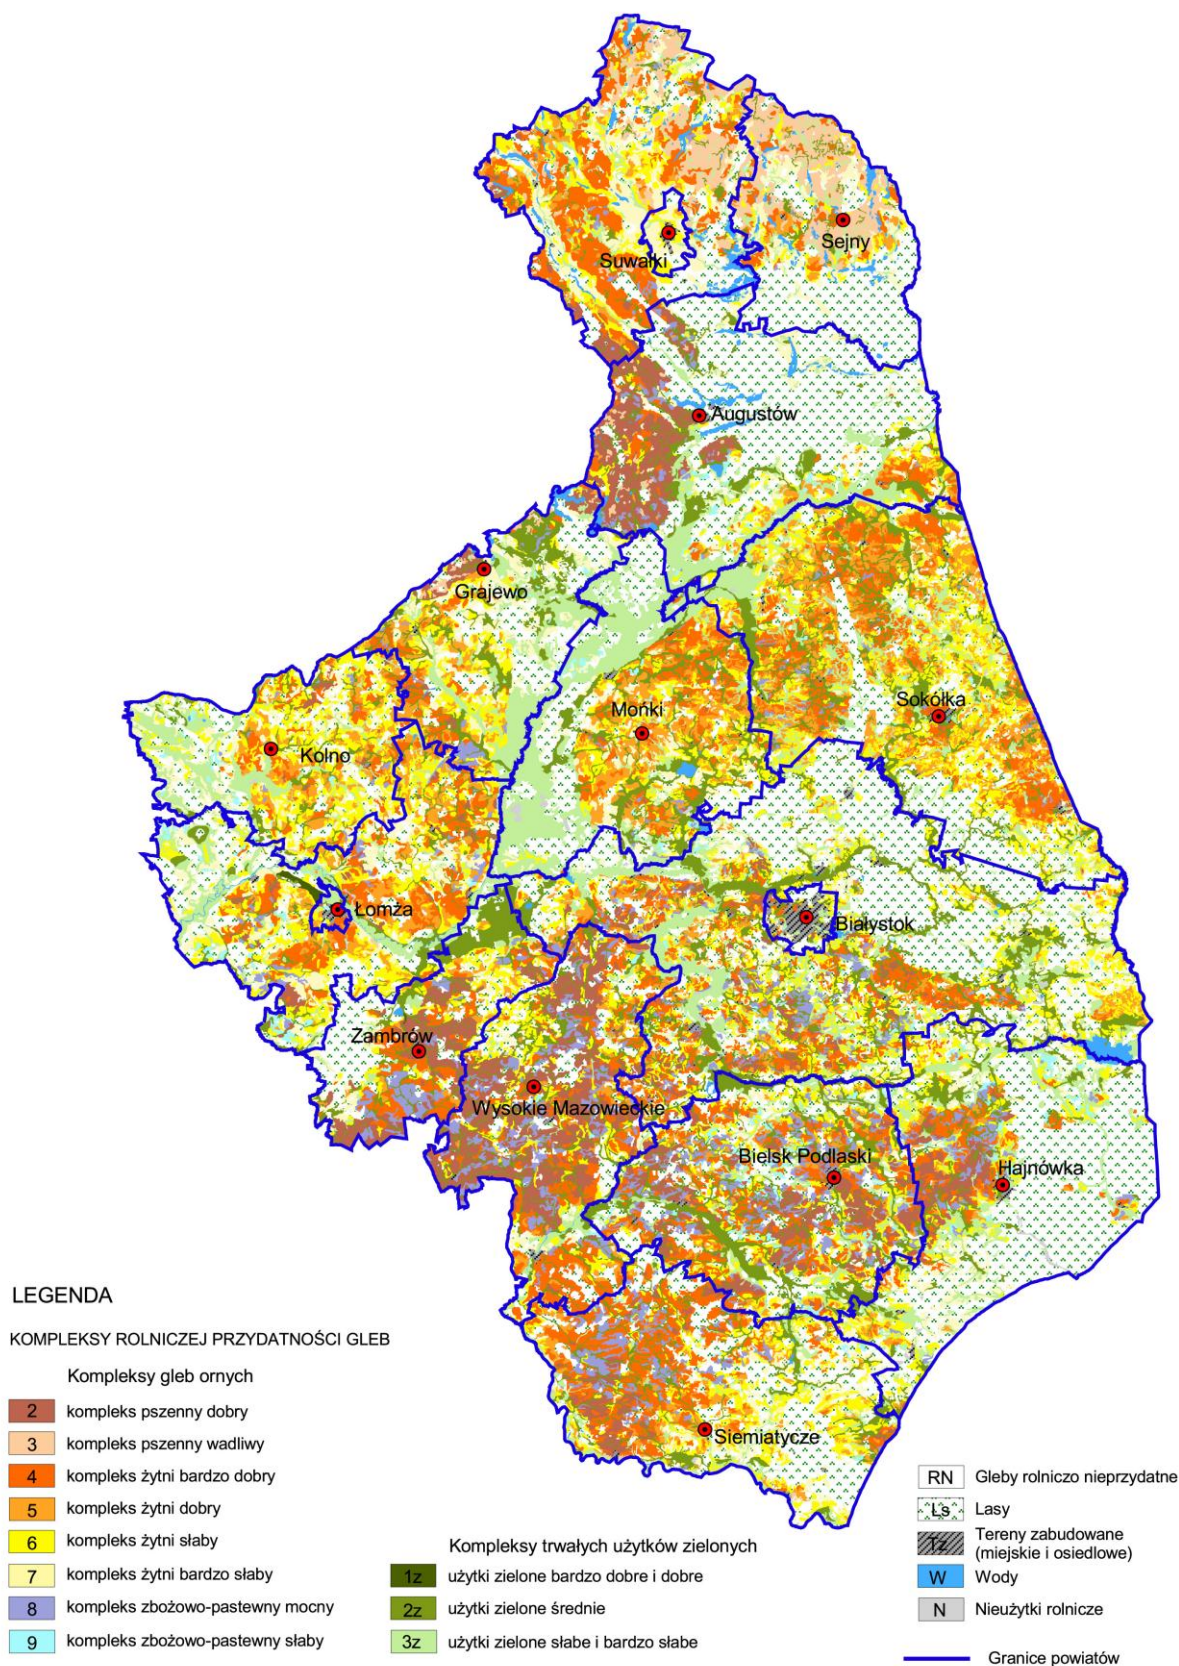 Suwałki
Sejny
Augustów
Grajewo
Kolno
Mońki
Sokółka
Łomża
Białystok
Zambrów
Wysokie Mazowieckie
Bielsk Podlaski
Hajnówka
Siemiatycze
LEGENDA
KOMPLEKSY ROLNICZEJ PRZYDATNOŚCI GLEB
Kompleksy gleb ornych
2 kompleks pszenny dobry
3 kompleks pszenny wadliwy
4 kompleks żytni bardzo dobry
5 kompleks żytni dobry
6 kompleks żytni słaby
7 kompleks żytni bardzo słaby
8 kompleks zbożowo-pastewny mocny
9 kompleks zbożowo-pastewny słaby
Kompleksy trwałych użytków zielonych
1z użytki zielone bardzo dobre i dobre
2z użytki zielone średnie
3z użytki zielone słabe i bardzo słabe
RN Gleby rolniczo nieprzydatne
Ls Lasy
Tz Tereny zabudowane
(miejskie i osiedlowe)
W Wody
N Nieużytki rolnicze
Granice powiatów